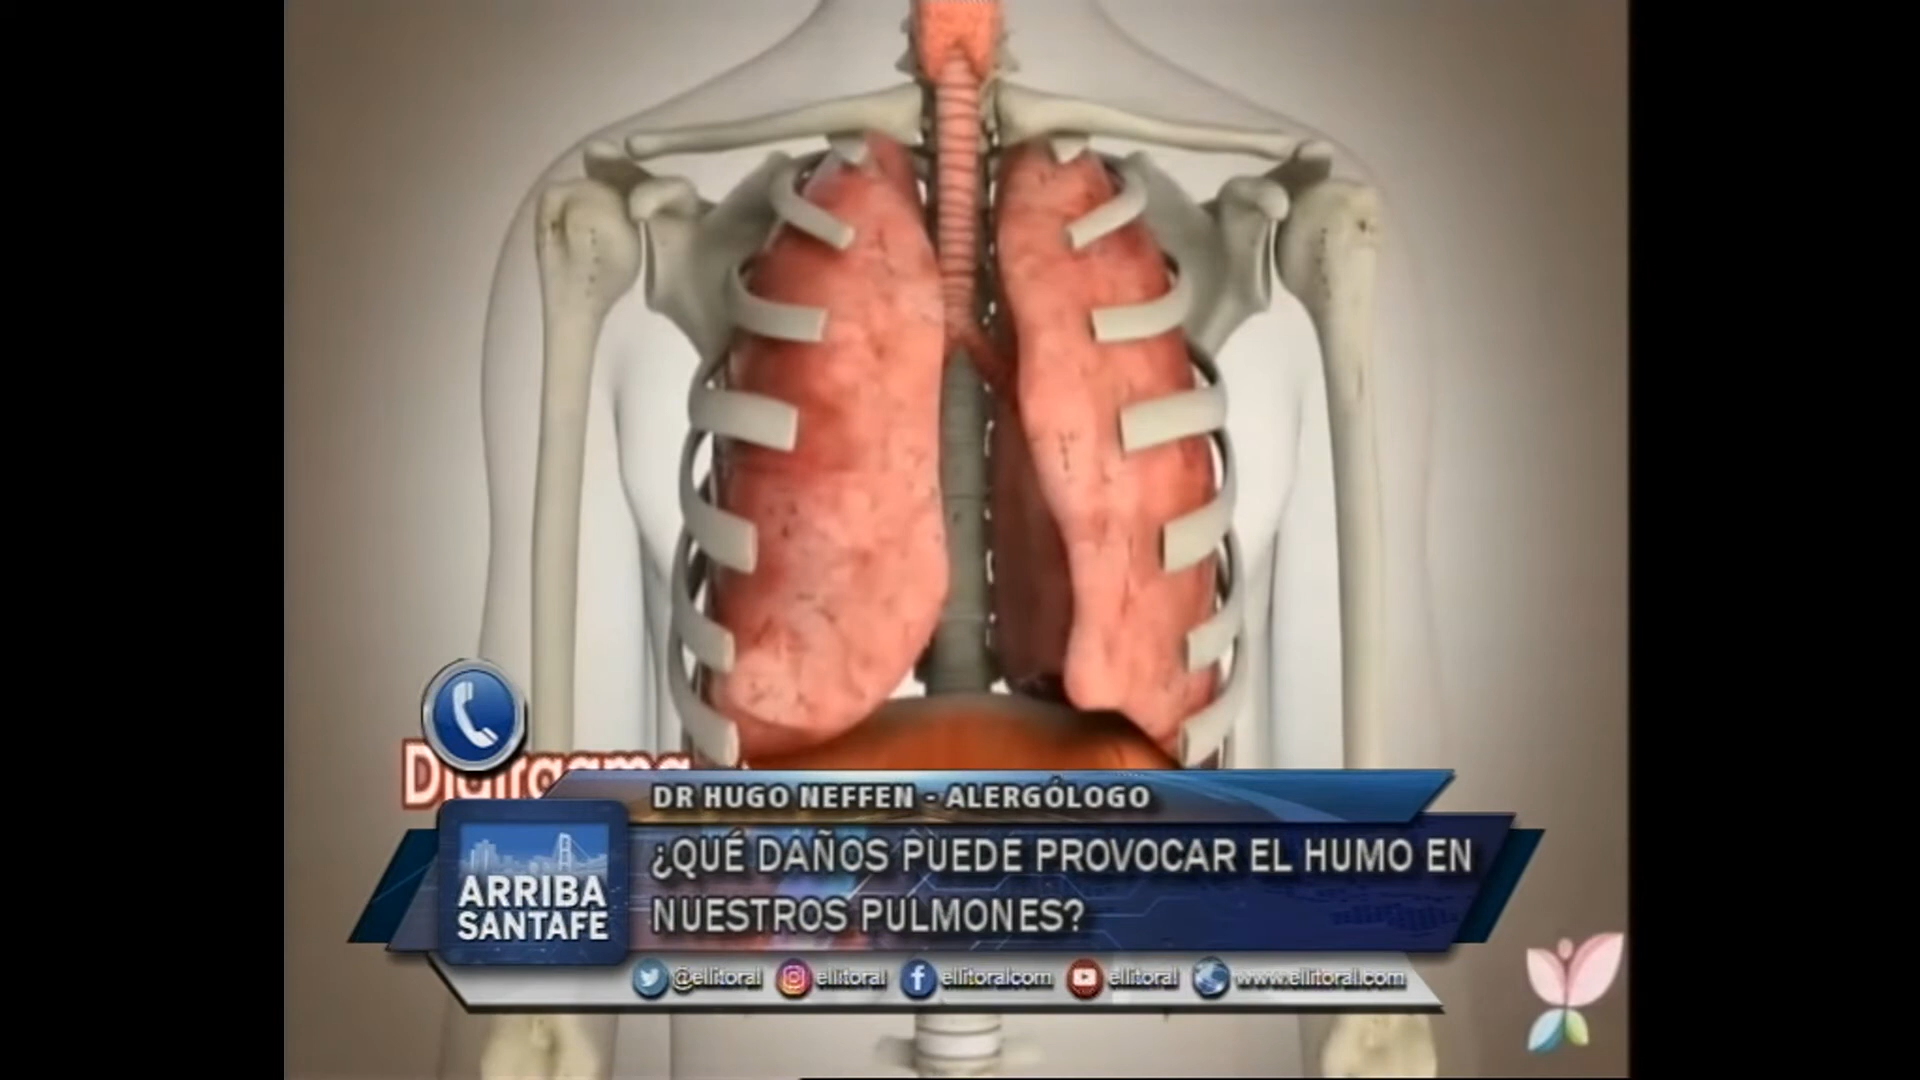 Diafragma
DR HUGO NEFFEN - ALERGÓLOGO
¿QUÉ DAÑOS PUEDE PROVOCAR EL HUMO EN
NUESTROS PULMONES?
ARRIBA
SANTAFE
@ellitoral ellitoral ellitoralcom ellitoral www.ellitoral.com